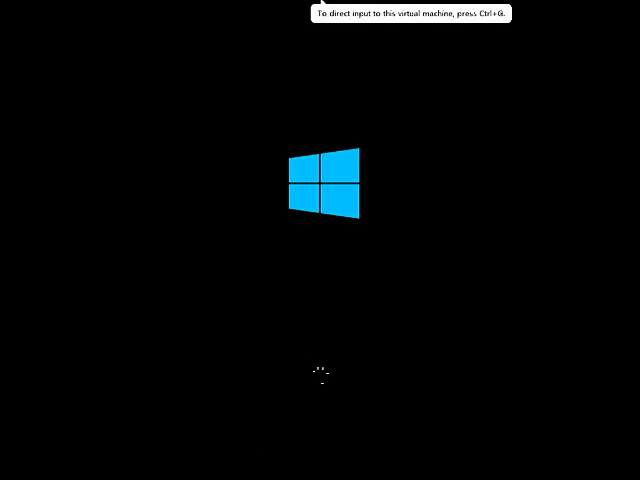 To direct input to this virtual machine, press Ctrl+G.